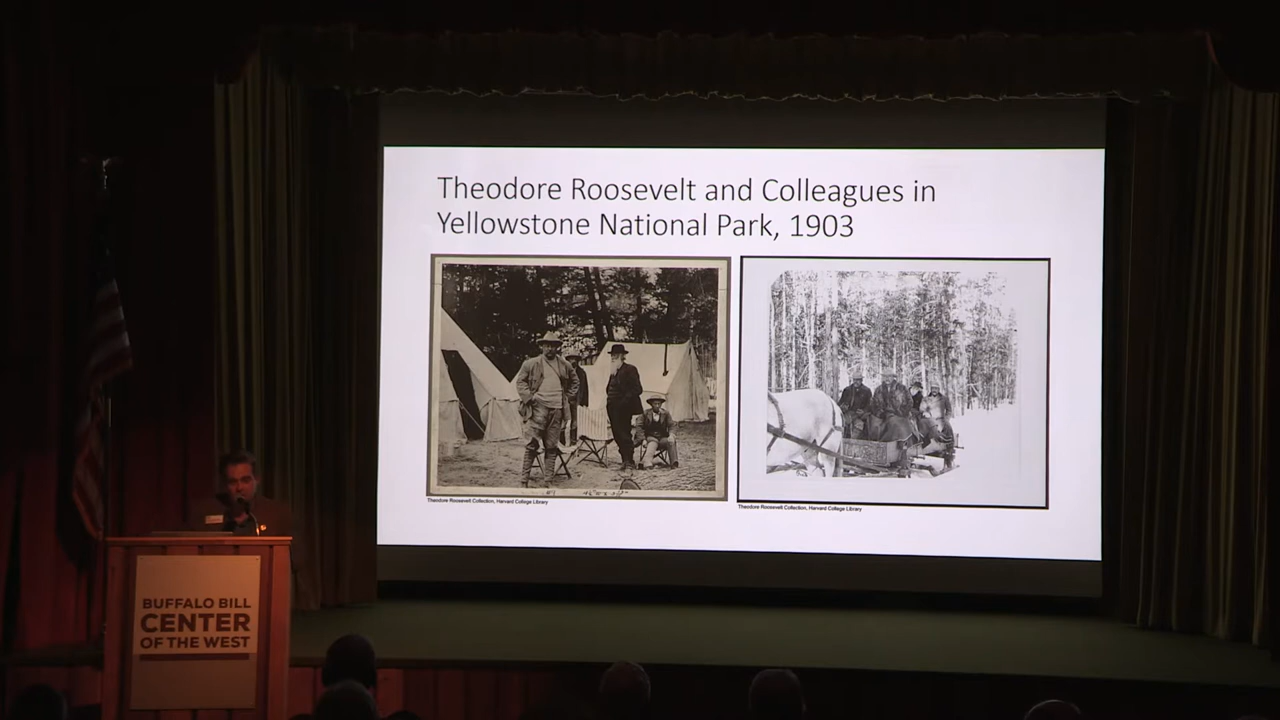 Theodore Roosevelt and Colleagues in
Yellowstone National Park, 1903
Theodore Roosevelt Collection, Harvard College Library
Theodore Roosevelt Collection, Harvard College Library
BUFFALO BILL
CENTER
OF THE WEST